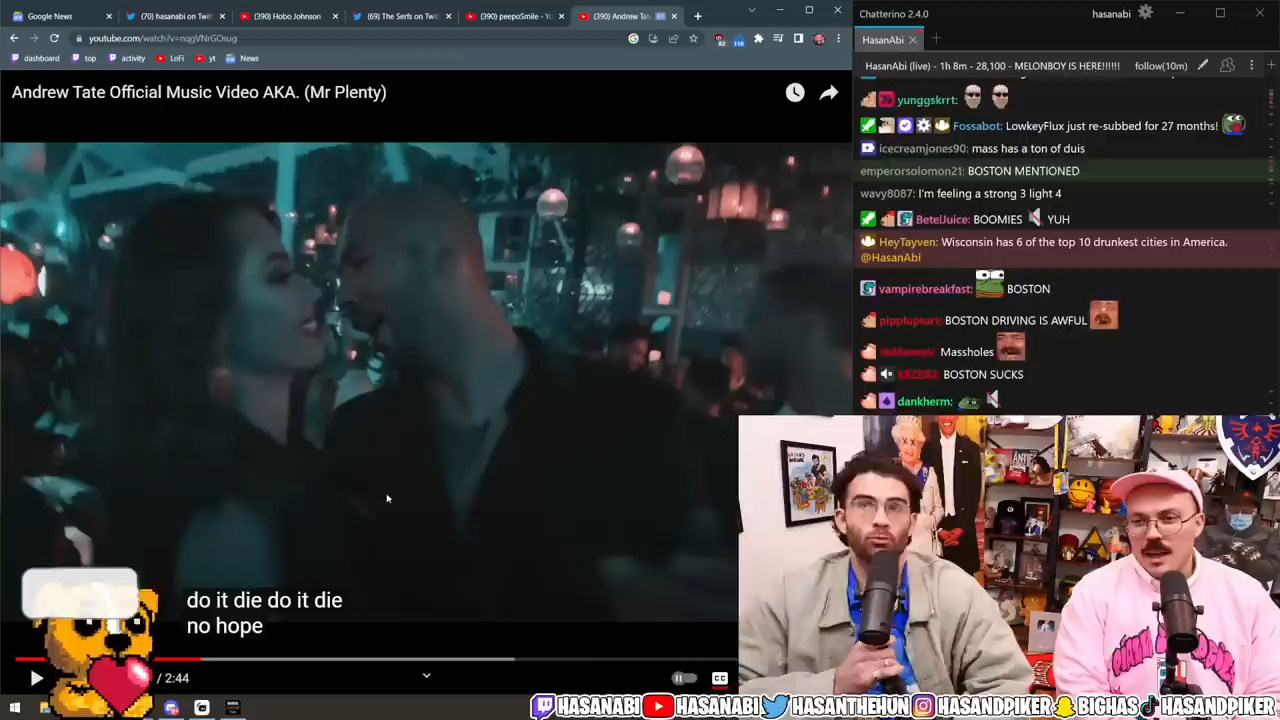 Google News
(70) hasanabi on Twit
(390) Hobo Johnson
(69) The Serfs on Twit
(390) peepoSmile - Yo
(390) Andrew Tate
youtube.com/watch?v=nqgVNrGOsug
82
110
dashboard
top
activity
LoFi
yt
News
Andrew Tate Official Music Video AKA. (Mr Plenty)
do it die do it die
no hope
/ 2:44
CC
Chatterino 2.4.0
hasanabi
HasanAbi
HasanAbi (live) - 1h 8m - 28,100 - MELONBOY IS HERE!!!!!!
follow(10m)
yunggskrrt:
Fossabot: LowkeyFlux just re-subbed for 27 months!
icecreamjones90: mass has a ton of duis
emperorsolomon21: BOSTON MENTIONED
wavy8087: I'm feeling a strong 3 light 4
BetelJuice: BOOMIES YUH
HeyTayven: Wisconsin has 6 of the top 10 drunkest cities in America.
@HasanAbi
vampirebreakfast: BOSTON
BOSTON DRIVING IS AWFUL
Massholes
BOSTON SUCKS
dankherm:
HASANABI
HASANABI
HASANTHEHUN
HASANDPIKER
BIGHAS
HASANDPIKER